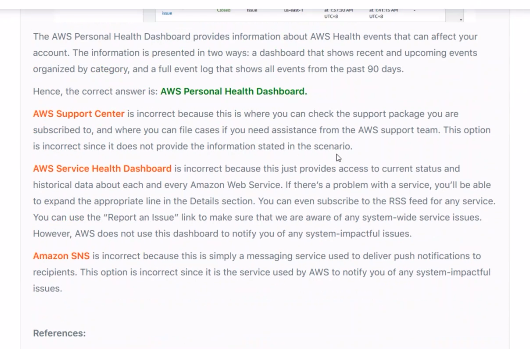 Issue Closed Issue us-east-1
UTC+8 UTC+8
The AWS Personal Health Dashboard provides information about AWS Health events that can affect your
account. The information is presented in two ways: a dashboard that shows recent and upcoming events
organized by category, and a full event log that shows all events from the past 90 days.
Hence, the correct answer is: AWS Personal Health Dashboard.
AWS Support Center is incorrect because this is where you can check the support package you are
subscribed to, and where you can file cases if you need assistance from the AWS support team. This option
is incorrect since it does not provide the information stated in the scenario.
AWS Service Health Dashboard is incorrect because this just provides access to current status and
historical data about each and every Amazon Web Service. If there's a problem with a service, you'll be able
to expand the appropriate line in the Details section. You can even subscribe to the RSS feed for any service.
You can use the "Report an Issue" link to make sure that we are aware of any system-wide service issues.
However, AWS does not use this dashboard to notify you of any system-impactful issues.
Amazon SNS is incorrect because this is simply a messaging service used to deliver push notifications to
recipients. This option is incorrect since it is the service used by AWS to notify you of any system-impactful
issues.
References: